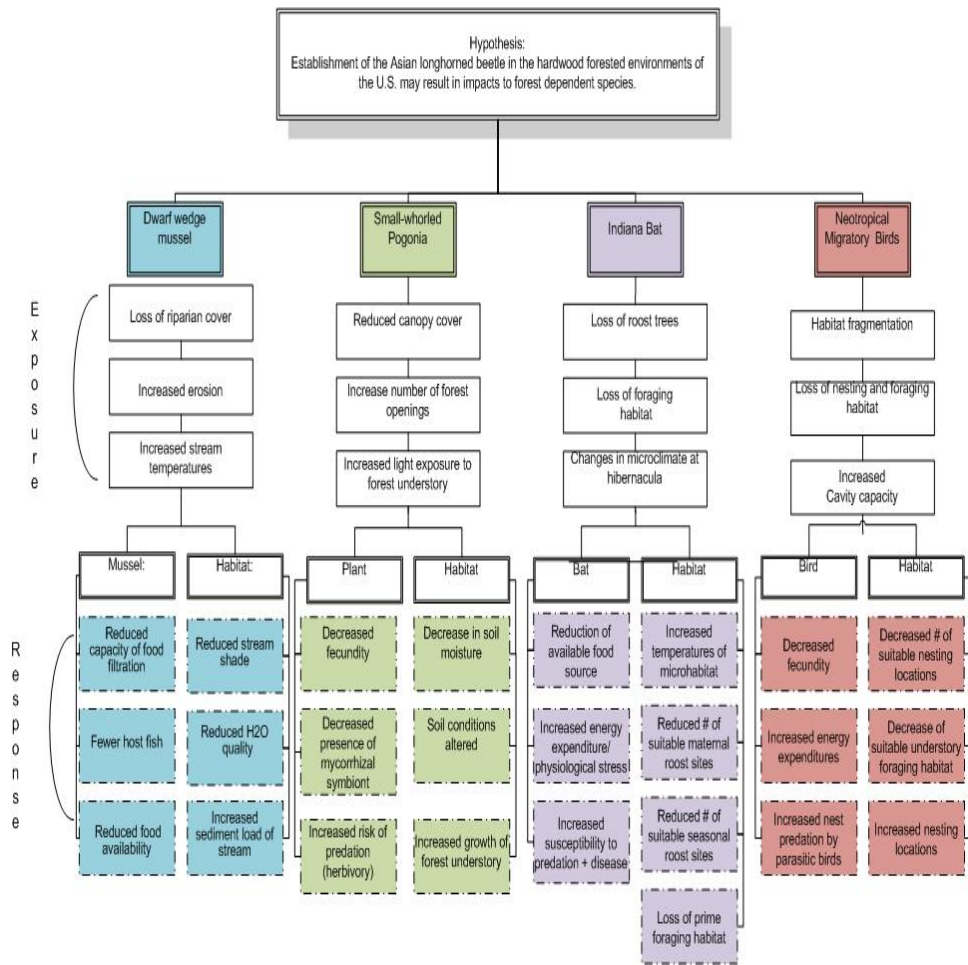 Hypothesis:
Establishment of the Asian longhorned beetle in the hardwood forested environments of
the U.S. may result in impacts to forest dependent species.
Dwarf wedge
mussel
Small-whorled
Pogonia
Indiana Bat
Neotropical
Migratory Birds
Exposure
Loss of riparian cover
Reduced canopy cover
Loss of roost trees
Habitat fragmentation
Increased erosion
Increase number of forest
openings
Loss of foraging
habitat
Loss of nesting and foraging
habitat
Increased stream
temperatures
Increased light exposure to
forest understory
Changes in microclimate at
hibernacula
Increased
Cavity capacity
Response
Mussel:
Habitat:
Plant
Habitat
Bat
Habitat
Bird
Habitat
Reduced
capacity of food
filtration
Reduced stream
shade
Decreased
fecundity
Decrease in soil
moisture
Reduction of
available food
source
Increased
temperatures of
microhabitat
Decreased
fecundity
Decreased # of
suitable nesting
locations
Fewer host fish
Reduced H2O
quality
Decreased
presence of
mycorrhizal
symbiont
Soil conditions
altered
Increased energy
expenditure/
physiological stress
Reduced # of
suitable maternal
roost sites
Increased energy
expenditures
Decrease of
suitable understory
foraging habitat
Reduced food
availability
Increased
sediment load of
stream
Increased risk of
predation
(herbivory)
Increased growth of
forest understory
Increased
susceptibility to
predation + disease
Reduced # of
suitable seasonal
roost sites
Increased nest
predation by
parasitic birds
Increased nesting
locations
Loss of prime
foraging habitat